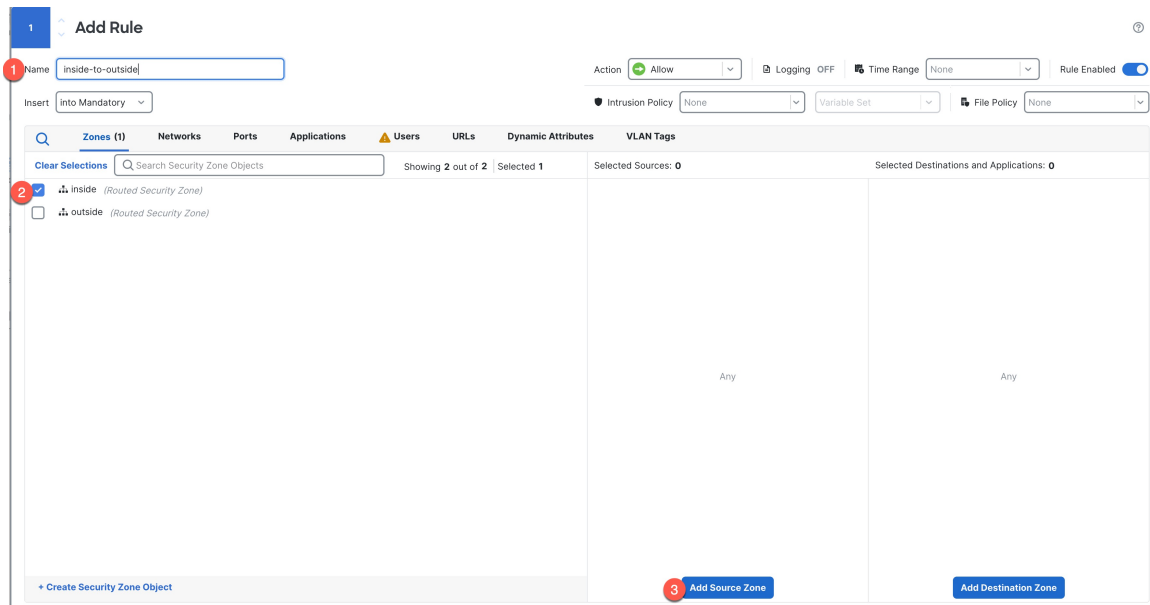 1 Add Rule
1 Name inside-to-outside Action Allow Logging OFF Time Range None Rule Enabled
Insert into Mandatory Intrusion Policy None Variable Set File Policy None
Zones (1) Networks Ports Applications Users URLs Dynamic Attributes VLAN Tags
Clear Selections Search Security Zone Objects Showing 2 out of 2 Selected 1 Selected Sources: 0 Selected Destinations and Applications: 0
2 inside (Routed Security Zone)
outside (Routed Security Zone)
Any Any
+ Create Security Zone Object 3 Add Source Zone Add Destination Zone